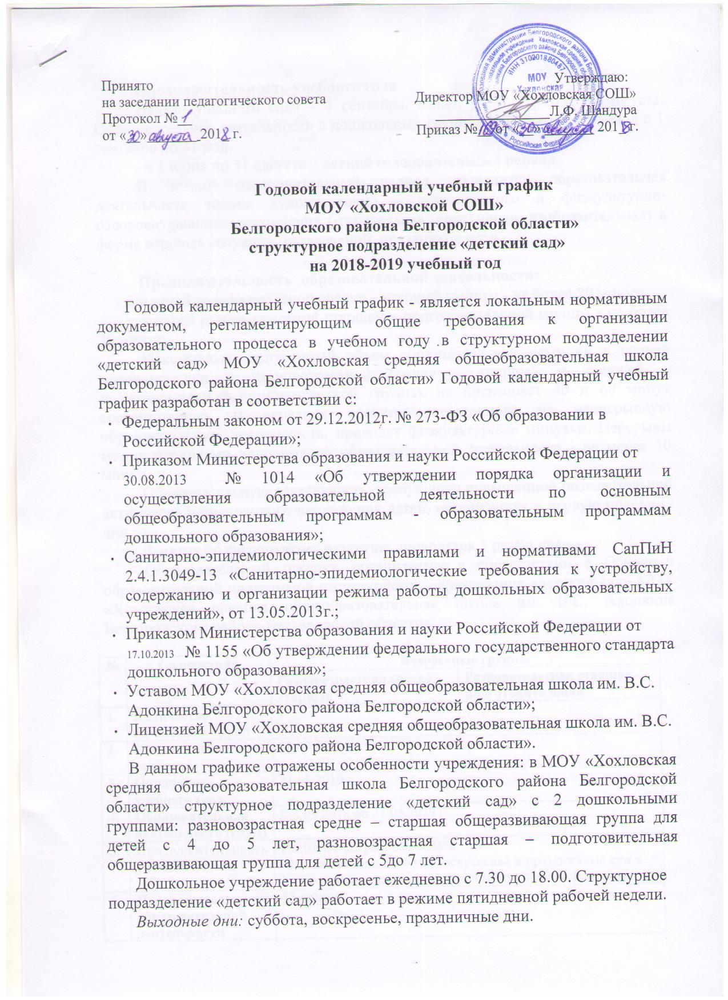 Принято
на заседании педагогического совета
Протокол № 1
от «30» августа 2018 г.
Утверждаю:
Директор МОУ «Хохловская СОШ»
Л.Ф. Шандура
Приказ № от «30» августа 2018 г.
ИНН 310201880487
МОУ
«Хохловская
Российская Федерация
Годовой календарный учебный график
МОУ «Хохловской СОШ»
Белгородского района Белгородской области»
структурное подразделение «детский сад»
на 2018-2019 учебный год
Годовой календарный учебный график - является локальным нормативным
документом, регламентирующим общие требования к организации
образовательного процесса в учебном году в структурном подразделении
«детский сад» МОУ «Хохловская средняя общеобразовательная школа
Белгородского района Белгородской области» Годовой календарный учебный
график разработан в соответствии с:
• Федеральным законом от 29.12.2012г. № 273-ФЗ «Об образовании в
Российской Федерации»;
• Приказом Министерства образования и науки Российской Федерации от
30.08.2013 № 1014 «Об утверждении порядка организации и
осуществления образовательной деятельности по основным
общеобразовательным программам - образовательным программам
дошкольного образования»;
• Санитарно-эпидемиологическими правилами и нормативами СапПиН
2.4.1.3049-13 «Санитарно-эпидемиологические требования к устройству,
содержанию и организации режима работы дошкольных образовательных
учреждений», от 13.05.2013г.;
• Приказом Министерства образования и науки Российской Федерации от
17.10.2013 № 1155 «Об утверждении федерального государственного стандарта
дошкольного образования»;
• Уставом МОУ «Хохловская средняя общеобразовательная школа им. В.С.
Адонкина Белгородского района Белгородской области»;
• Лицензией МОУ «Хохловская средняя общеобразовательная школа им. В.С.
Адонкина Белгородского района Белгородской области».
В данном графике отражены особенности учреждения: в МОУ «Хохловская
средняя общеобразовательная школа Белгородского района Белгородской
области» структурное подразделение «детский сад» с 2 дошкольными
группами: разновозрастная средне – старшая общеразвивающая группа для
детей с 4 до 5 лет, разновозрастная старшая – подготовительная
общеразвивающая группа для детей с 5до 7 лет.
Дошкольное учреждение работает ежедневно с 7.30 до 18.00. Структурное
подразделение «детский сад» работает в режиме пятидневной рабочей недели.
Выходные дни: суббота, воскресенье, праздничные дни.